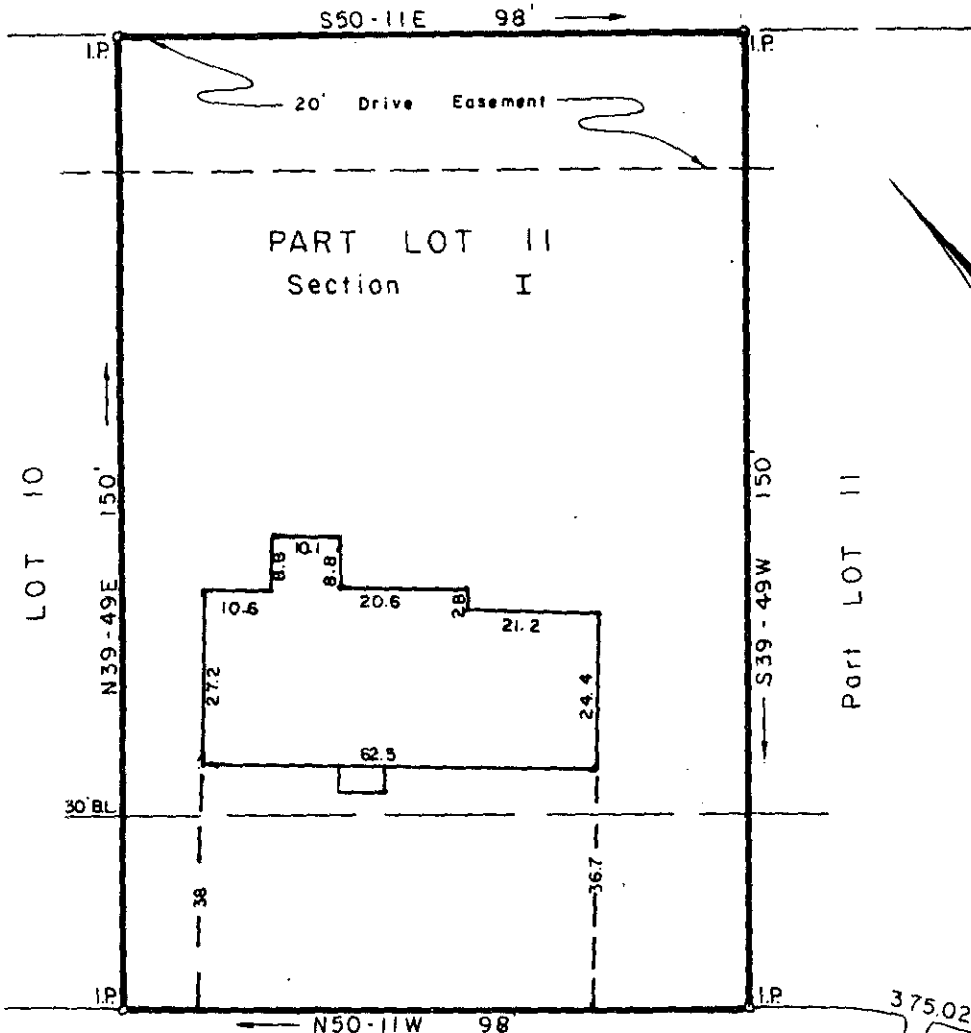 S50-11E 98'
I.P. I.P.
20' Drive Easement
PART LOT 11
Section I
LOT 10
N39-49E 150'
S39-49W 150'
Part LOT 11
10.1
8.8 8.8
10.6 20.6 2.8
21.2
27.2 24.4
62.5
30' B.L.
38 36.7
I.P. I.P.
N50-11W 98'
375.02